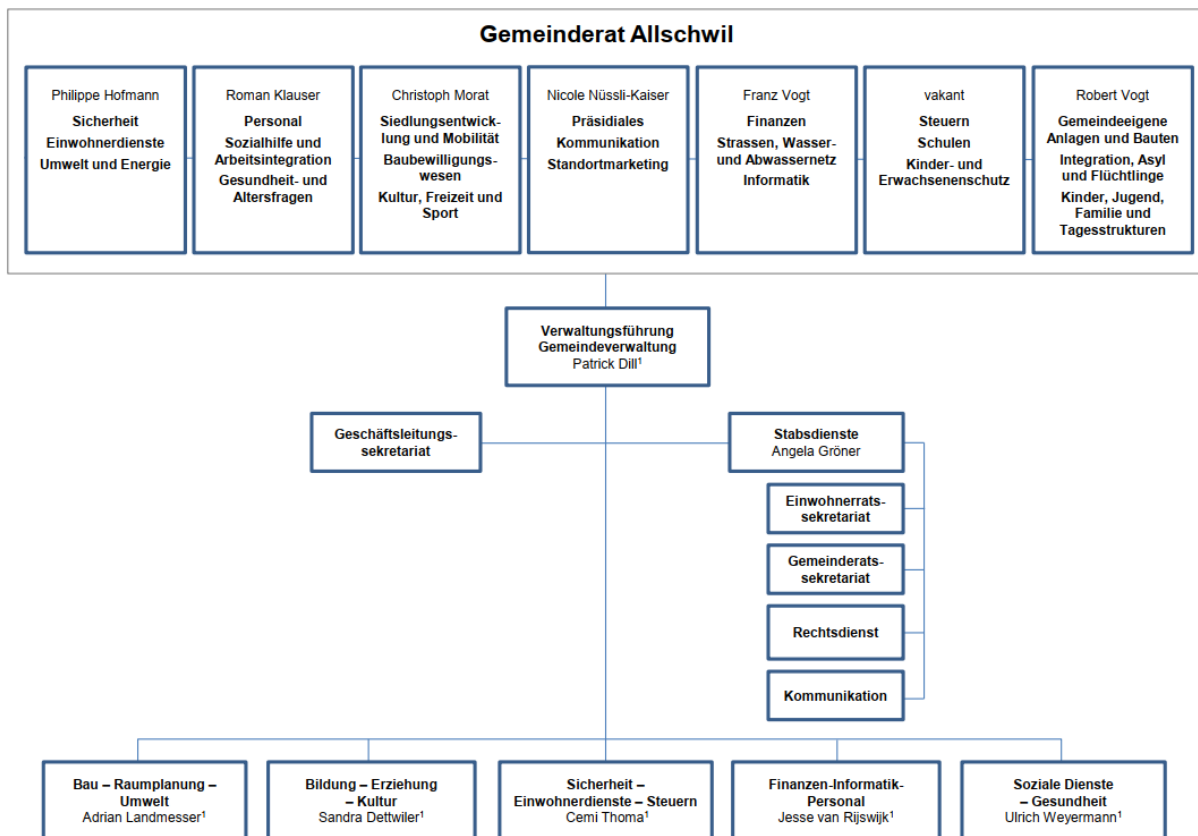 Gemeinderat Allschwil
Philippe Hofmann
Sicherheit
Einwohnerdienste
Umwelt und Energie
Roman Klauser
Personal
Sozialhilfe und
Arbeitsintegration
Gesundheit- und
Altersfragen
Christoph Morat
Siedlungsentwick-
lung und Mobilität
Baubewilligungs-
wesen
Kultur, Freizeit und
Sport
Nicole Nüssli-Kaiser
Präsidiales
Kommunikation
Standortmarketing
Franz Vogt
Finanzen
Strassen, Wasser-
und Abwassernetz
Informatik
vakant
Steuern
Schulen
Kinder- und
Erwachsenenschutz
Robert Vogt
Gemeindeeigene
Anlagen und Bauten
Integration, Asyl
und Flüchtlinge
Kinder, Jugend,
Familie und
Tagesstrukturen
Verwaltungsführung
Gemeindeverwaltung
Patrick Dill¹
Geschäftsleitungs-
sekretariat
Stabsdienste
Angela Gröner
Einwohnerrats-
sekretariat
Gemeinderats-
sekretariat
Rechtsdienst
Kommunikation
Bau – Raumplanung –
Umwelt
Adrian Landmesser¹
Bildung – Erziehung
– Kultur
Sandra Dettwiler¹
Sicherheit –
Einwohnerdienste – Steuern
Cemi Thoma¹
Finanzen-Informatik-
Personal
Jesse van Rijswijk¹
Soziale Dienste
– Gesundheit
Ulrich Weyermann¹